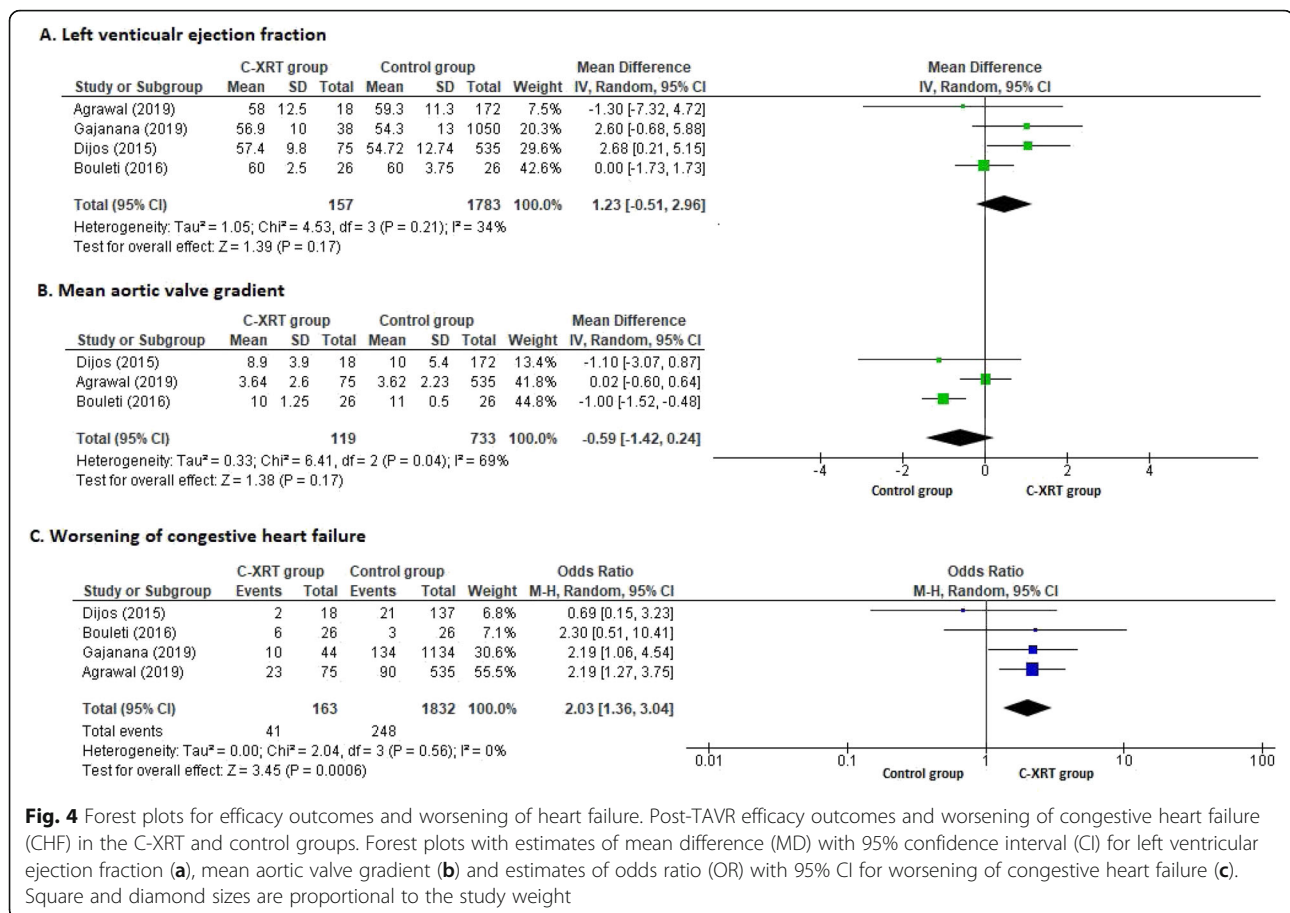 A. Left venticualr ejection fraction
C-XRT group Control group Mean Difference Mean Difference
Study or Subgroup Mean SD Total Mean SD Total Weight IV, Random, 95% CI IV, Random, 95% CI
Agrawal (2019) 58 12.5 18 59.3 11.3 172 7.5% -1.30 [-7.32, 4.72]
Gajanana (2019) 56.9 10 38 54.3 13 1050 20.3% 2.60 [-0.68, 5.88]
Dijos (2015) 57.4 9.8 75 54.72 12.74 535 29.6% 2.68 [0.21, 5.15]
Bouleti (2016) 60 2.5 26 60 3.75 26 42.6% 0.00 [-1.73, 1.73]
Total (95% CI) 157 1783 100.0% 1.23 [-0.51, 2.96]
Heterogeneity: Tau² = 1.05; Chi² = 4.53, df = 3 (P = 0.21); I² = 34%
Test for overall effect: Z = 1.39 (P = 0.17)
B. Mean aortic valve gradient
C-XRT group Control group Mean Difference
Study or Subgroup Mean SD Total Mean SD Total Weight IV, Random, 95% CI
Dijos (2015) 8.9 3.9 18 10 5.4 172 13.4% -1.10 [-3.07, 0.87]
Agrawal (2019) 3.64 2.6 75 3.62 2.23 535 41.8% 0.02 [-0.60, 0.64]
Bouleti (2016) 10 1.25 26 11 0.5 26 44.8% -1.00 [-1.52, -0.48]
Total (95% CI) 119 733 100.0% -0.59 [-1.42, 0.24]
Heterogeneity: Tau² = 0.33; Chi² = 6.41, df = 2 (P = 0.04); I² = 69%
Test for overall effect: Z = 1.38 (P = 0.17)
-4 -2 0 2 4
Control group C-XRT group
C. Worsening of congestive heart failure
C-XRT group Control group Odds Ratio Odds Ratio
Study or Subgroup Events Total Events Total Weight M-H, Random, 95% CI M-H, Random, 95% CI
Dijos (2015) 2 18 21 137 6.8% 0.69 [0.15, 3.23]
Bouleti (2016) 6 26 3 26 7.1% 2.30 [0.51, 10.41]
Gajanana (2019) 10 44 134 1134 30.6% 2.19 [1.06, 4.54]
Agrawal (2019) 23 75 90 535 55.5% 2.19 [1.27, 3.75]
Total (95% CI) 163 1832 100.0% 2.03 [1.36, 3.04]
Total events 41 248
Heterogeneity: Tau² = 0.00; Chi² = 2.04, df = 3 (P = 0.56); I² = 0%
Test for overall effect: Z = 3.45 (P = 0.0006)
0.01 0.1 1 10 100
Control group C-XRT group
Fig. 4 Forest plots for efficacy outcomes and worsening of heart failure. Post-TAVR efficacy outcomes and worsening of congestive heart failure
(CHF) in the C-XRT and control groups. Forest plots with estimates of mean difference (MD) with 95% confidence interval (CI) for left ventricular
ejection fraction (a), mean aortic valve gradient (b) and estimates of odds ratio (OR) with 95% CI for worsening of congestive heart failure (c).
Square and diamond sizes are proportional to the study weight